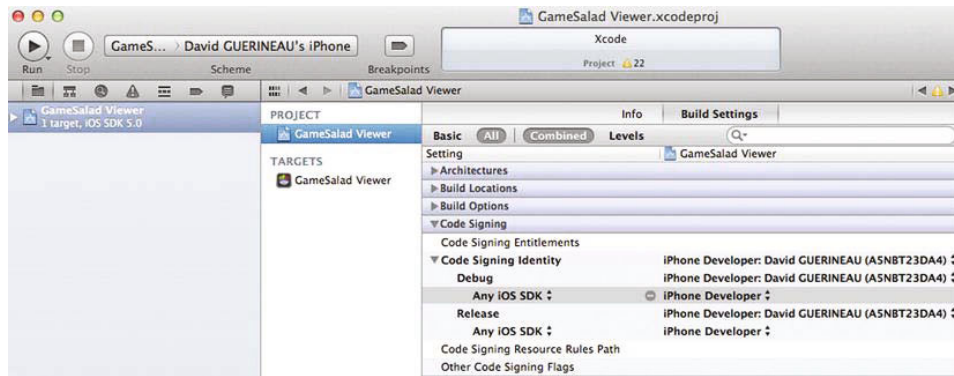 GameSalad Viewer.xcodeproj
GameS... › David GUERINEAU's iPhone
Xcode
Project 22
Run Stop Scheme Breakpoints
GameSalad Viewer
GameSalad Viewer
1 target, iOS SDK 5.0
PROJECT
GameSalad Viewer
TARGETS
GameSalad Viewer
Info Build Settings
Basic All Combined Levels
Setting GameSalad Viewer
Architectures
Build Locations
Build Options
Code Signing
Code Signing Entitlements
Code Signing Identity iPhone Developer: David GUERINEAU (A5NBT23DA4)
Debug iPhone Developer: David GUERINEAU (A5NBT23DA4)
Any iOS SDK iPhone Developer
Release iPhone Developer: David GUERINEAU (A5NBT23DA4)
Any iOS SDK iPhone Developer
Code Signing Resource Rules Path
Other Code Signing Flags